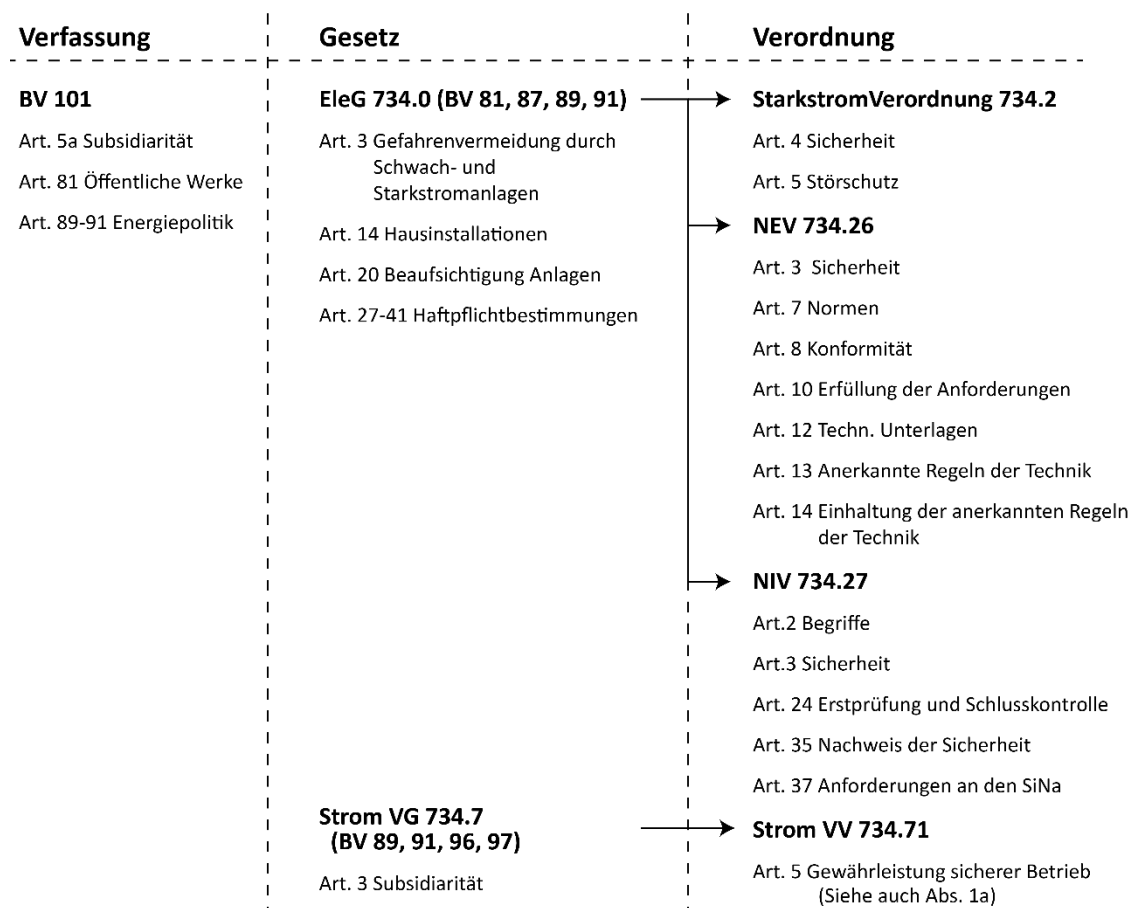 Verfassung
BV 101
Art. 5a Subsidiarität
Art. 81 Öffentliche Werke
Art. 89-91 Energiepolitik
Gesetz
EleG 734.0 (BV 81, 87, 89, 91)
Art. 3 Gefahrenvermeidung durch
Schwach- und
Starkstromanlagen
Art. 14 Hausinstallationen
Art. 20 Beaufsichtigung Anlagen
Art. 27-41 Haftpflichtbestimmungen
Strom VG 734.7
(BV 89, 91, 96, 97)
Art. 3 Subsidiarität
Verordnung
StarkstromVerordnung 734.2
Art. 4 Sicherheit
Art. 5 Störschutz
NEV 734.26
Art. 3 Sicherheit
Art. 7 Normen
Art. 8 Konformität
Art. 10 Erfüllung der Anforderungen
Art. 12 Techn. Unterlagen
Art. 13 Anerkannte Regeln der Technik
Art. 14 Einhaltung der anerkannten Regeln
der Technik
NIV 734.27
Art.2 Begriffe
Art.3 Sicherheit
Art. 24 Erstprüfung und Schlusskontrolle
Art. 35 Nachweis der Sicherheit
Art. 37 Anforderungen an den SiNa
Strom VV 734.71
Art. 5 Gewährleistung sicherer Betrieb
(Siehe auch Abs. 1a)